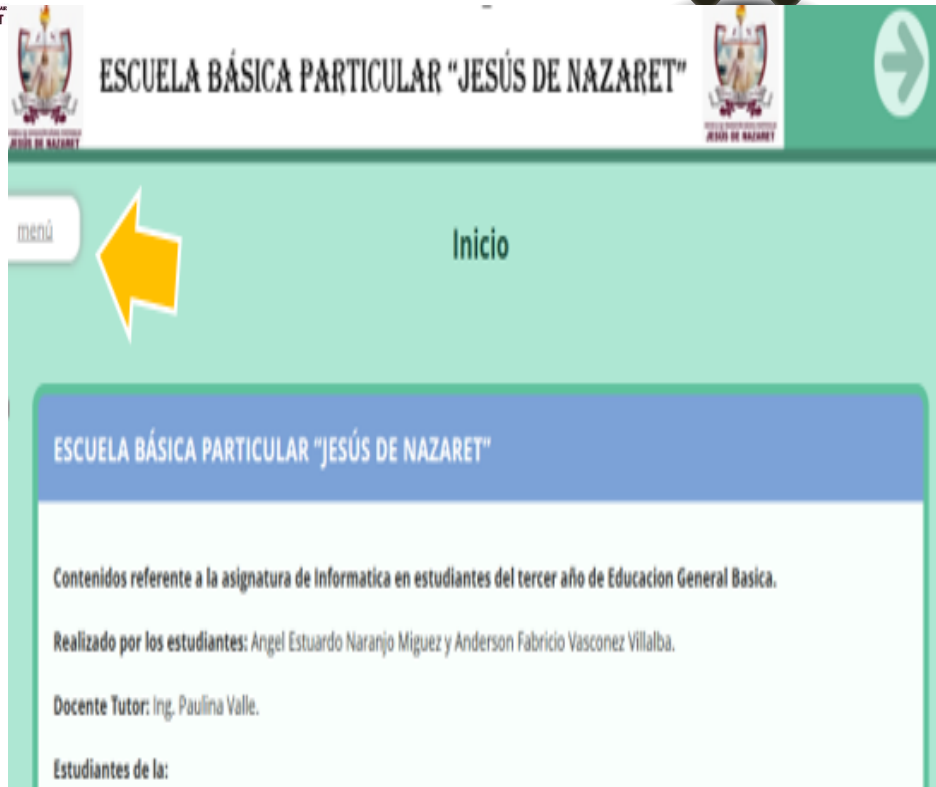 ESCUELA BÁSICA PARTICULAR “JESÚS DE NAZARET”
JESÚS DE NAZARET
JESÚS DE NAZARET
menú
Inicio
ESCUELA BÁSICA PARTICULAR “JESÚS DE NAZARET”
Contenidos referente a la asignatura de Informatica en estudiantes del tercer año de Educacion General Basica.
Realizado por los estudiantes: Angel Estuardo Naranjo Miguez y Anderson Fabricio Vasconez Villalba.
Docente Tutor: Ing. Paulina Valle.
Estudiantes de la: